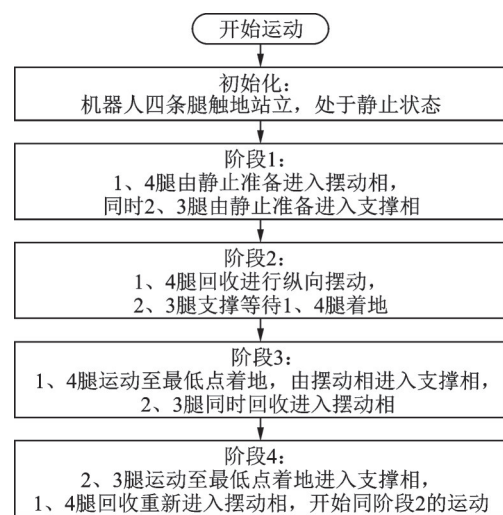 开始运动
初始化：
机器人四条腿触地站立，处于静止状态
阶段1：
1、4腿由静止准备进入摆动相，
同时2、3腿由静止准备进入支撑相
阶段2：
1、4腿回收进行纵向摆动，
2、3腿支撑等待1、4腿着地
阶段3：
1、4腿运动至最低点着地，由摆动相进入支撑相，
2、3腿同时回收进入摆动相
阶段4：
2、3腿运动至最低点着地进入支撑相，
1、4腿回收重新进入摆动相，开始同阶段2的运动